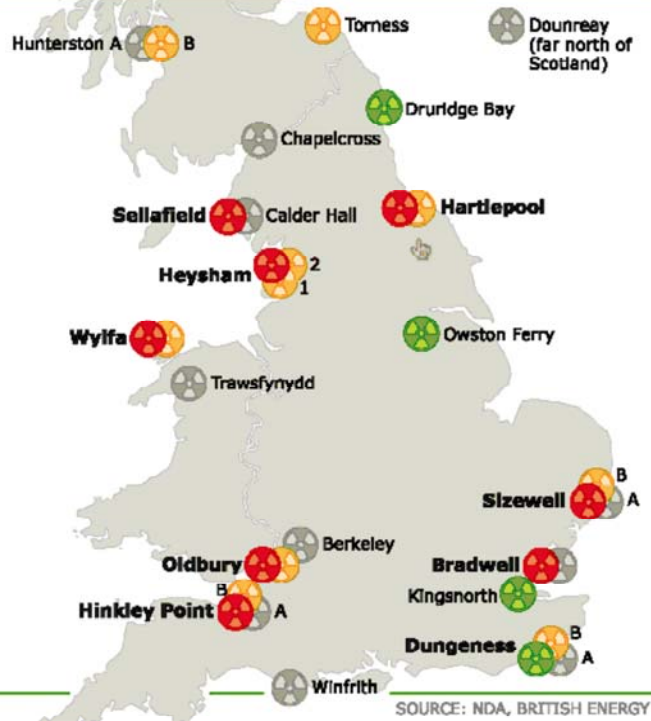 Torness
Dounreay
(far north of
Scotland)
Hunterston A
B
Druridge Bay
Chapelcross
Sellafield
Calder Hall
Hartlepool
Heysham
2
1
Wylfa
Owston Ferry
Trawsfynydd
B
Sizewell
A
Berkeley
Oldbury
Bradwell
B
Kingsnorth
Hinkley Point
A
B
Dungeness
A
Winfrith
SOURCE: NDA, BRITISH ENERGY